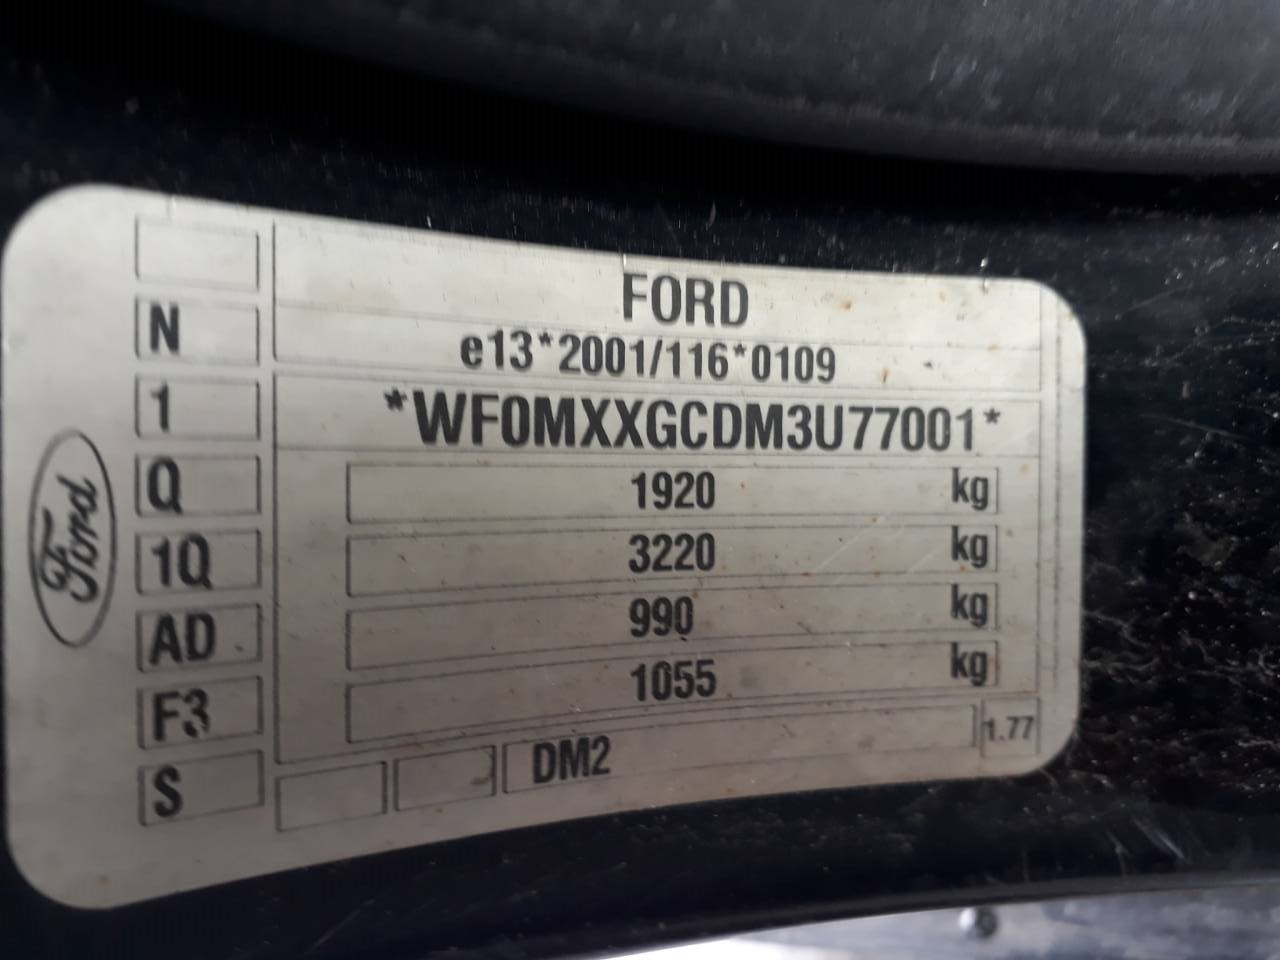 FORD
N
e13*2001/116*0109
1
*WF0MXXGCDM3U77001*
Q
1920 kg
1Q
3220 kg
AD
990 kg
F3
1055 kg
S
DM2
1.77
Ford